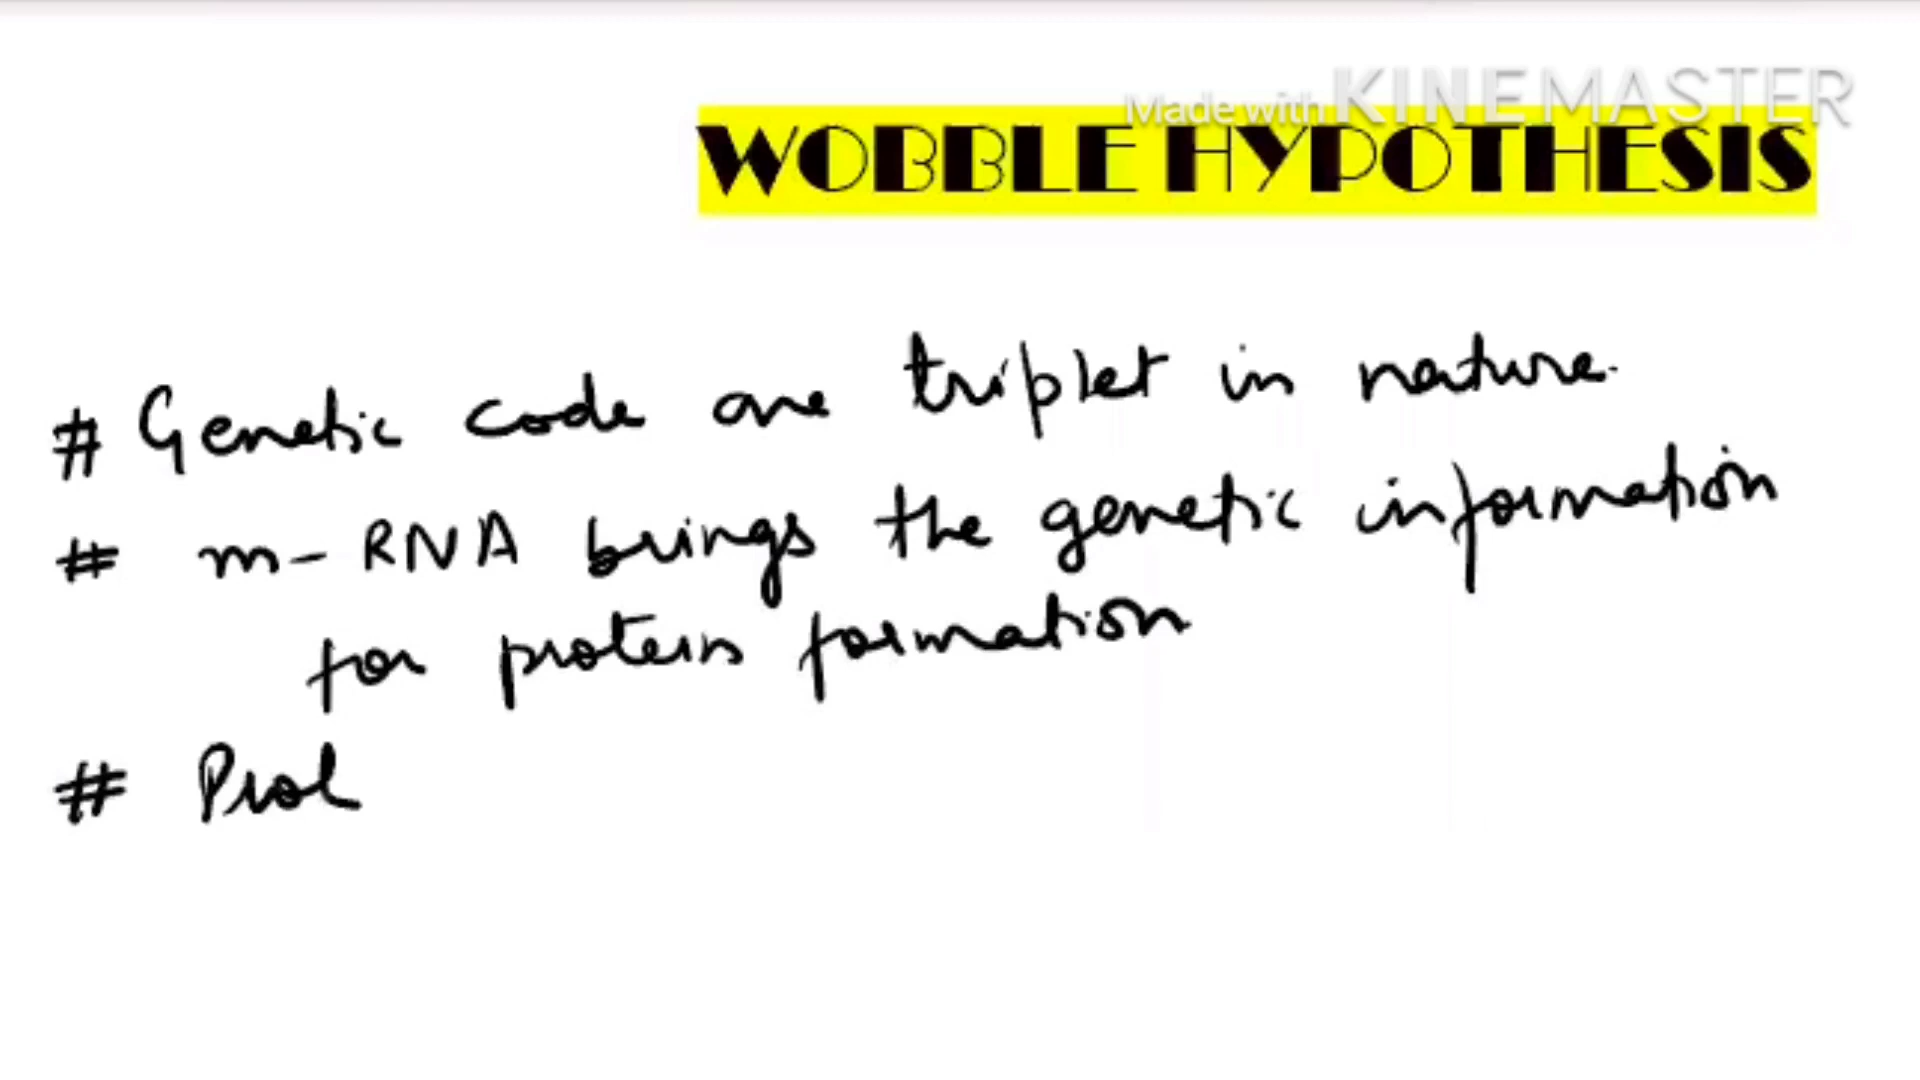 Made with KINEMASTER
WOBBLE HYPOTHESIS
# Genetic code are triplet in nature.
# m-RNA brings the genetic information
for protein formation
# Prot